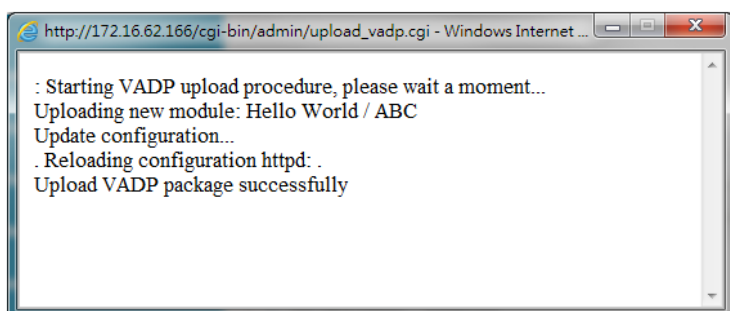 http://172.16.62.166/cgi-bin/admin/upload_vadp.cgi - Windows Internet ...
: Starting VADP upload procedure, please wait a moment...
Uploading new module: Hello World / ABC
Update configuration...
. Reloading configuration httpd: .
Upload VADP package successfully